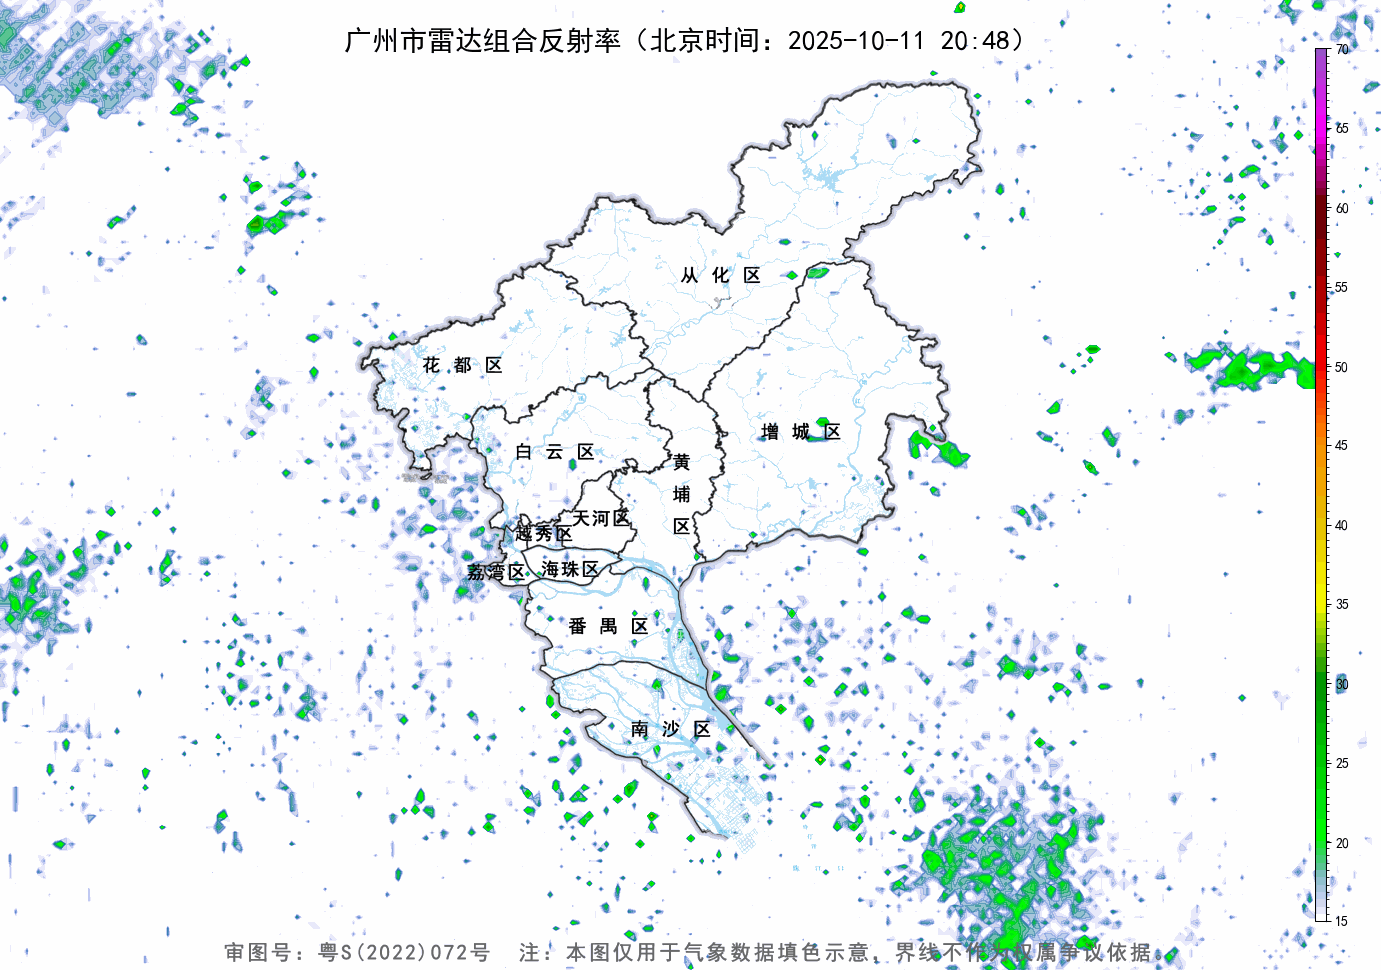 广州市雷达组合反射率（北京时间：2025-10-11 20:48）
70
65
60
55
50
45
40
35
30
25
20
15
从化区
花都区
增城区
白云区
黄埔区
天河区
越秀区
荔湾区
海珠区
番禺区
南沙区
审图号：粤S(2022)072号 注：本图仅用于气象数据填色示意，界线不作为权属争议依据。